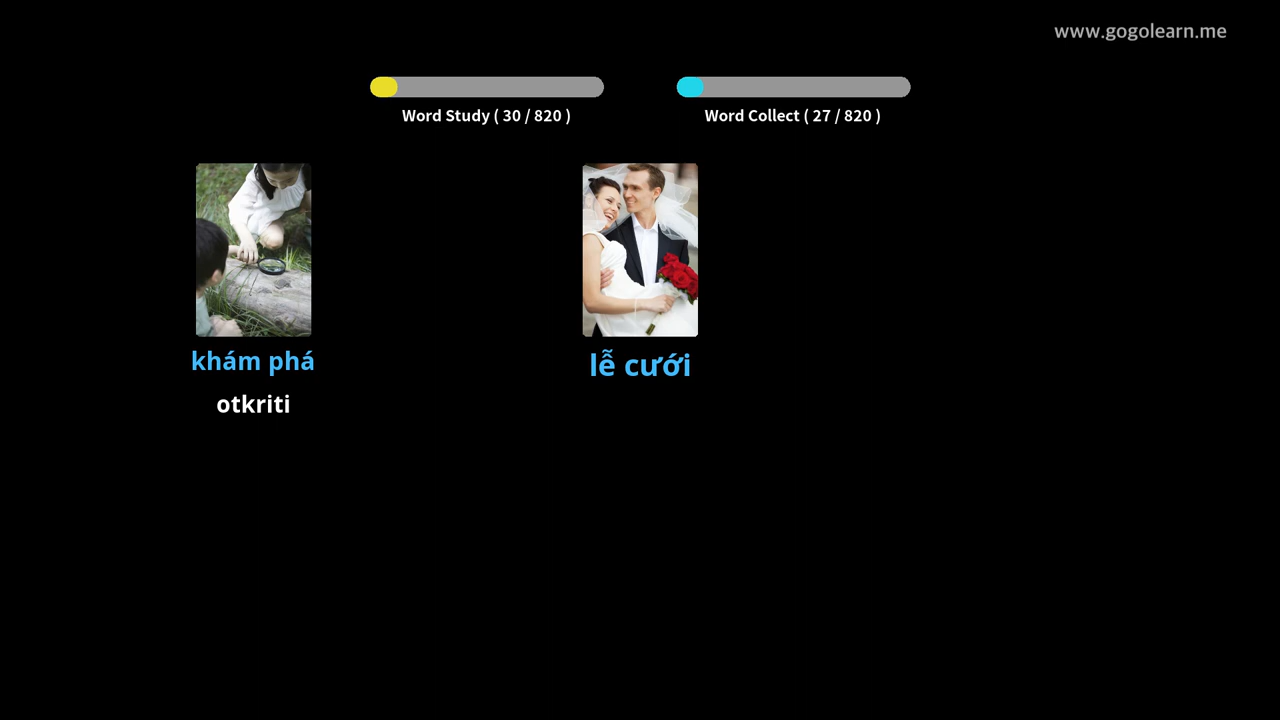 www.gogolearn.me
Word Study ( 30 / 820 )
Word Collect ( 27 / 820 )
khám phá
otkriti
lễ cưới